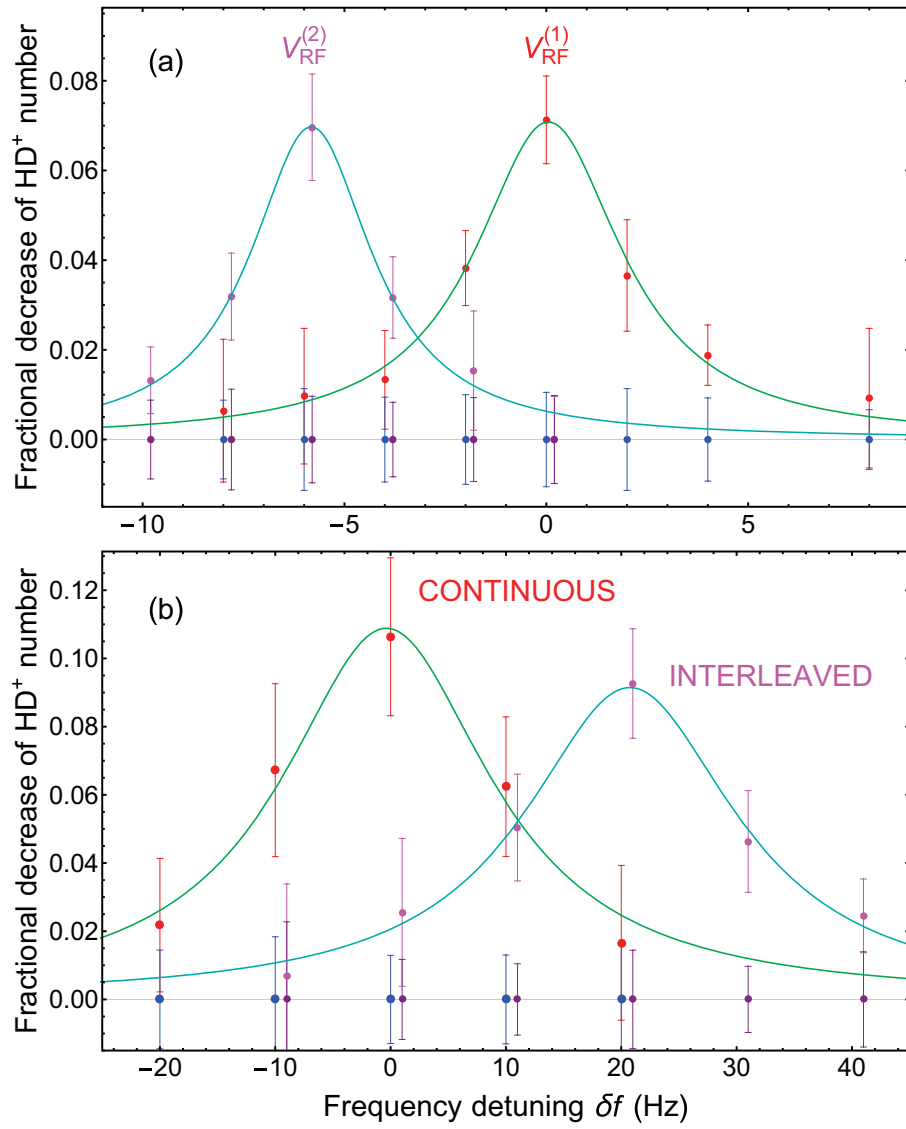 (a)
V_RF^(2)
V_RF^(1)
Fractional decrease of HD⁺ number
0.08
0.06
0.04
0.02
0.00
−10
−5
0
5
(b)
CONTINUOUS
INTERLEAVED
Fractional decrease of HD⁺ number
0.12
0.10
0.08
0.06
0.04
0.02
0.00
−20
−10
0
10
20
30
40
Frequency detuning δf (Hz)